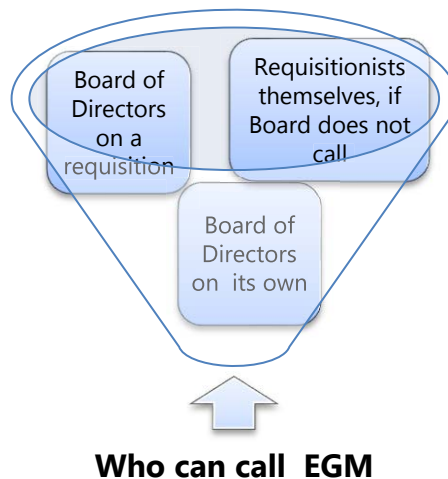 Board of
Directors
on a
requisition
Requisitionists
themselves, if
Board does not
call
Board of
Directors
on its own
Who can call EGM